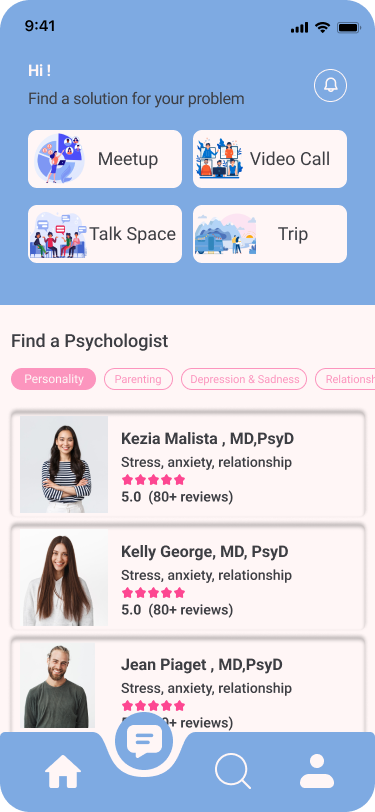 9:41
Hi !
Find a solution for your problem
Meetup
Video Call
Talk Space
Trip
Find a Psychologist
Personality
Parenting
Depression & Sadness
Relationsh
Kezia Malista , MD,PsyD
Stress, anxiety, relationship
5.0 (80+ reviews)
Kelly George, MD, PsyD
Stress, anxiety, relationship
5.0 (80+ reviews)
Jean Piaget , MD,PsyD
Stress, anxiety, relationship
0+ reviews)